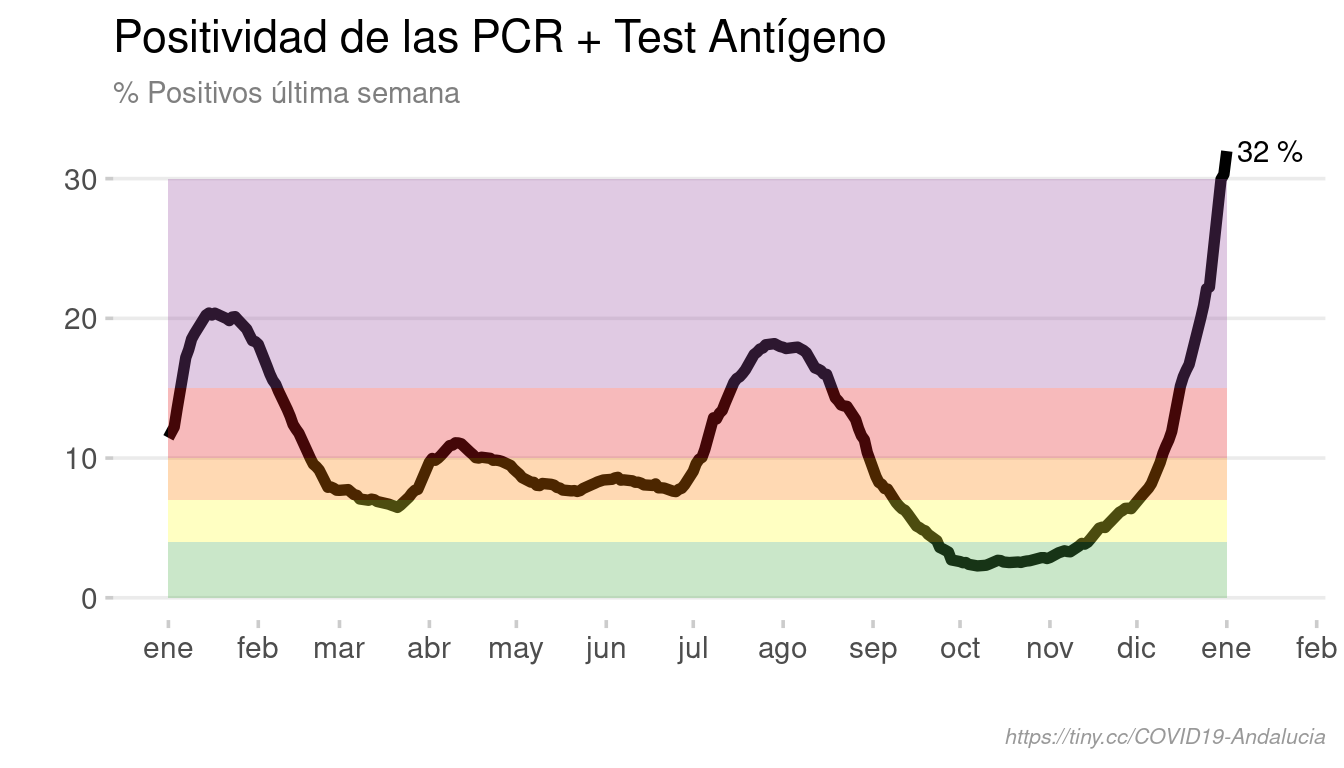 Positividad de las PCR + Test Antígeno
% Positivos última semana
32 %
30
20
10
0
ene feb mar abr may jun jul ago sep oct nov dic ene feb
https://tiny.cc/COVID19-Andalucia